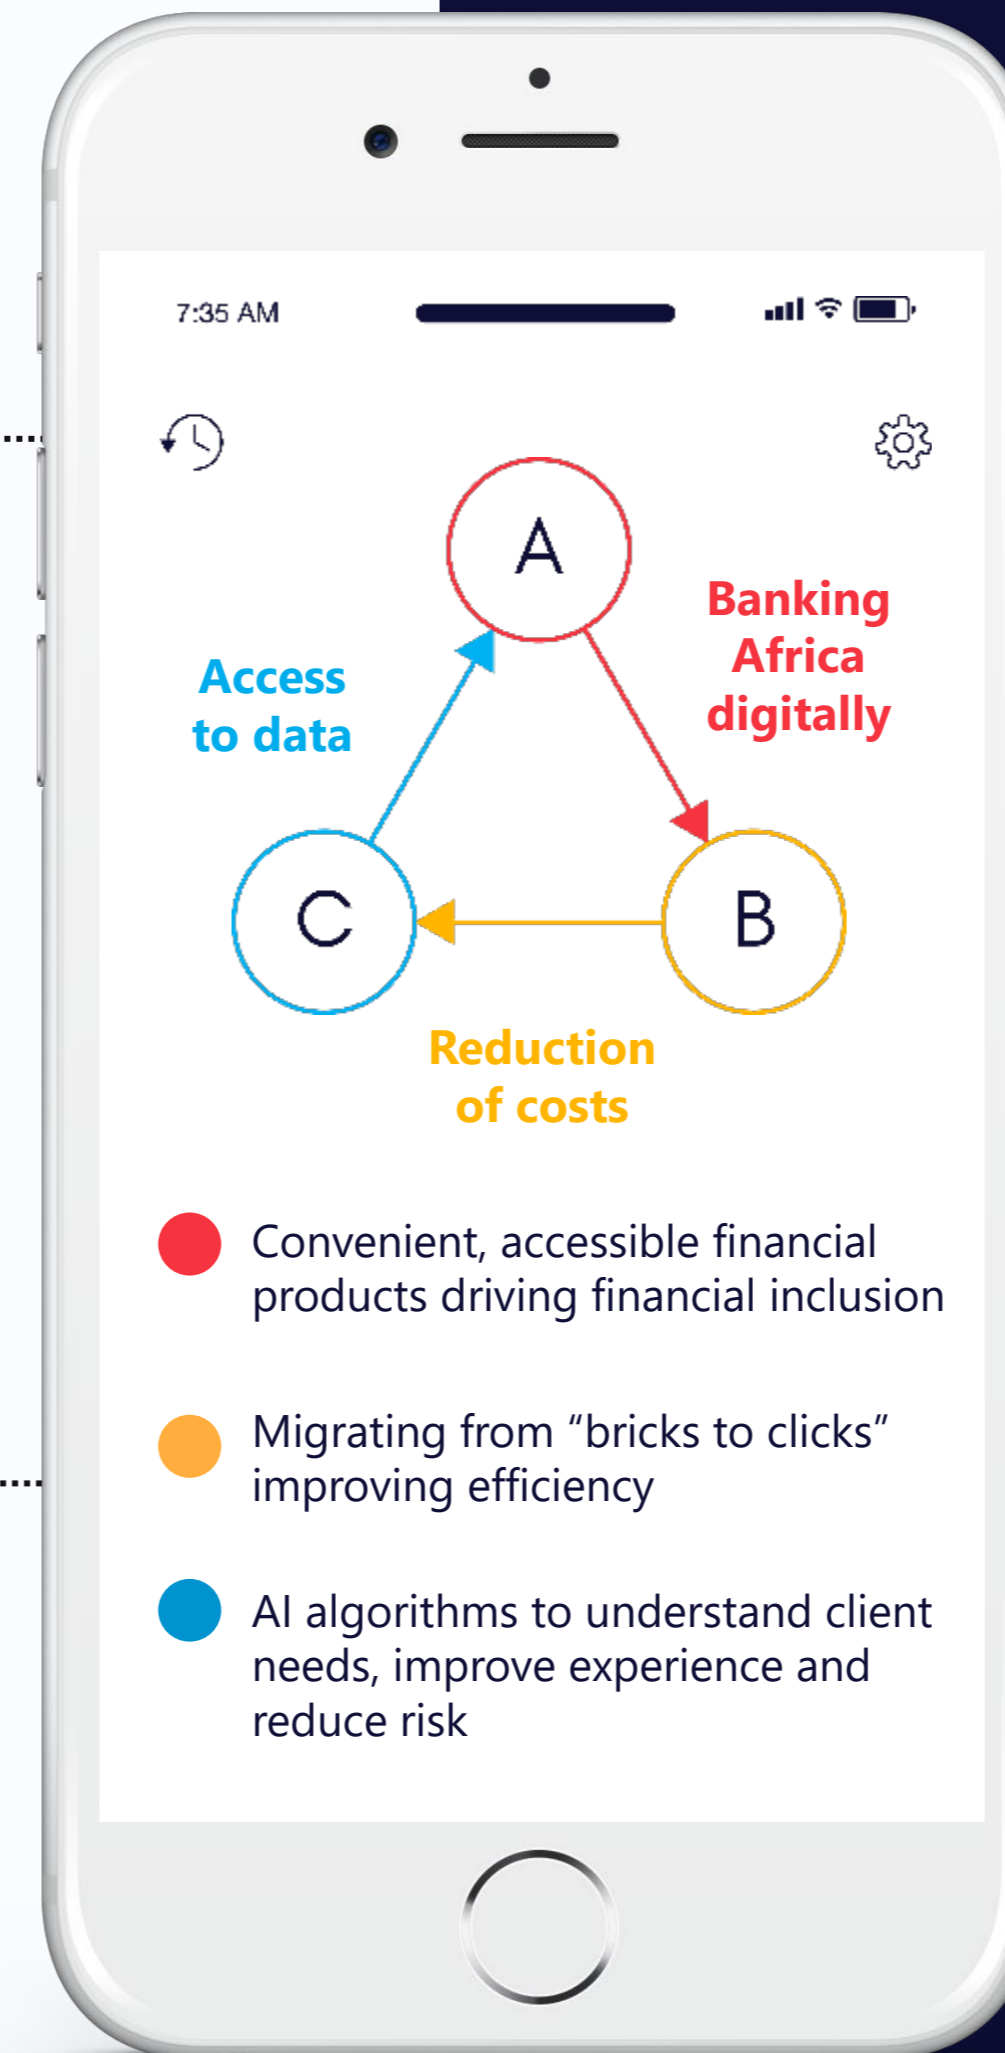 7:35 AM
A
Banking
Africa
digitally
Access
to data
C
B
Reduction
of costs
Convenient, accessible financial
products driving financial inclusion
Migrating from “bricks to clicks”
improving efficiency
AI algorithms to understand client
needs, improve experience and
reduce risk